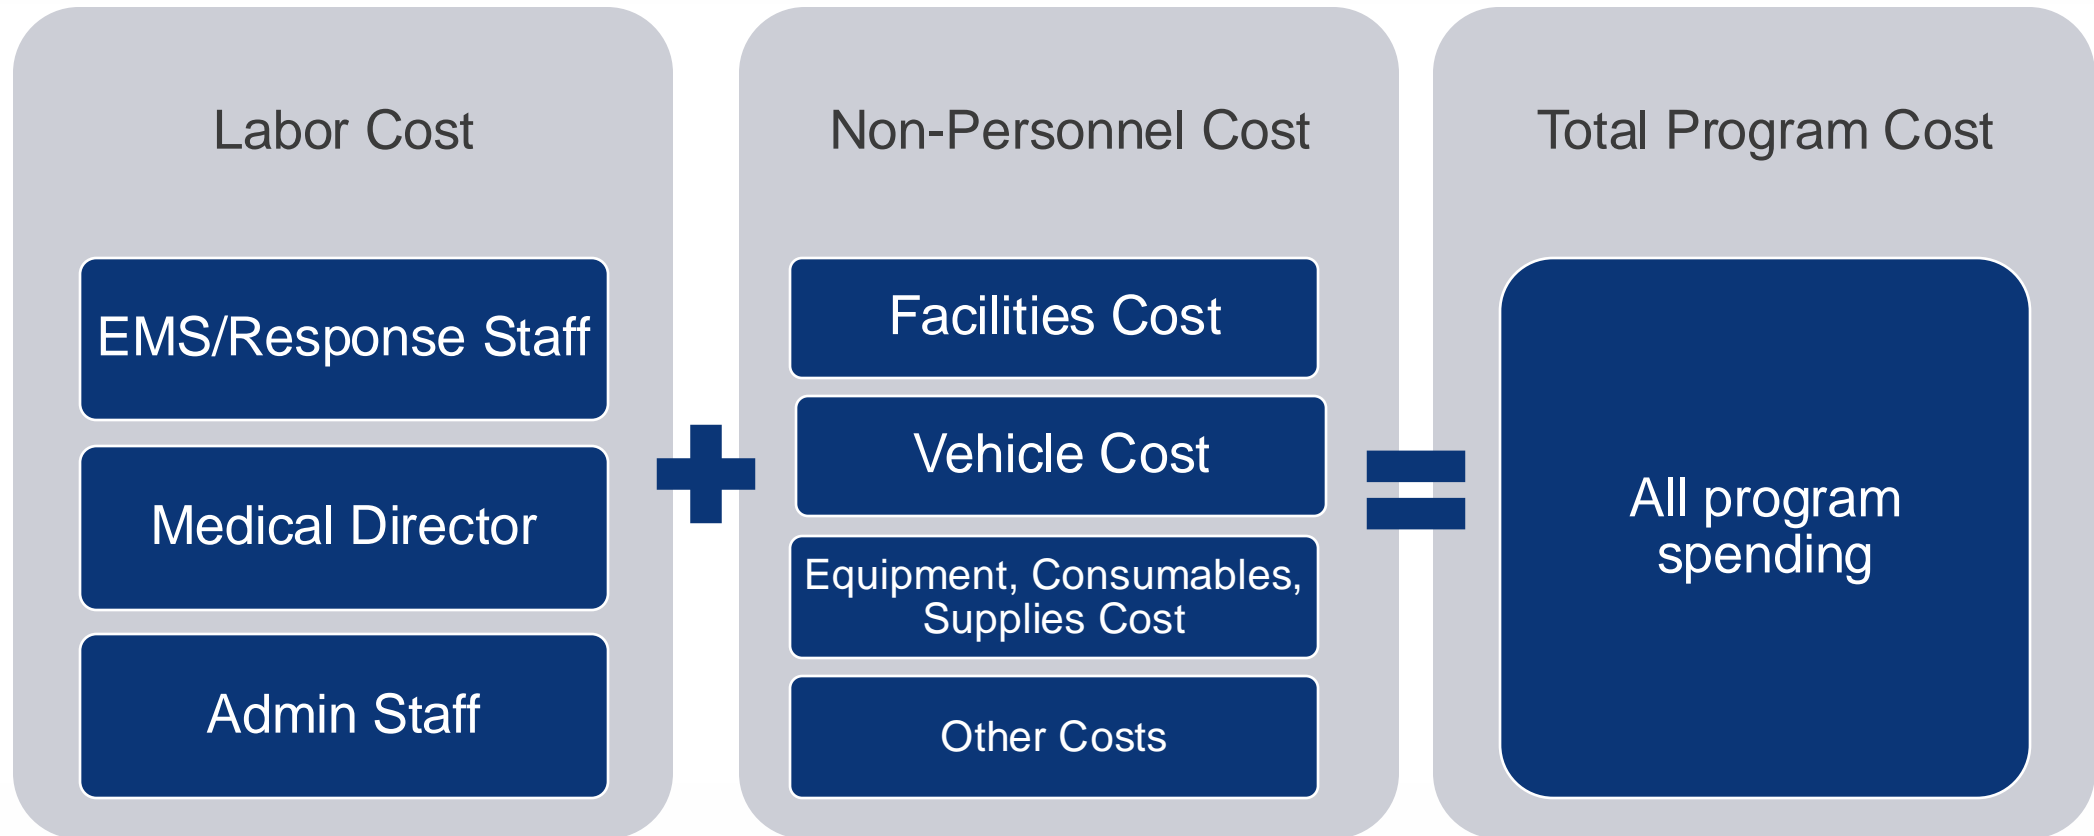 Labor Cost
EMS/Response Staff
Medical Director
Admin Staff
Non-Personnel Cost
Facilities Cost
Vehicle Cost
Equipment, Consumables,
Supplies Cost
Other Costs
Total Program Cost
All program
spending